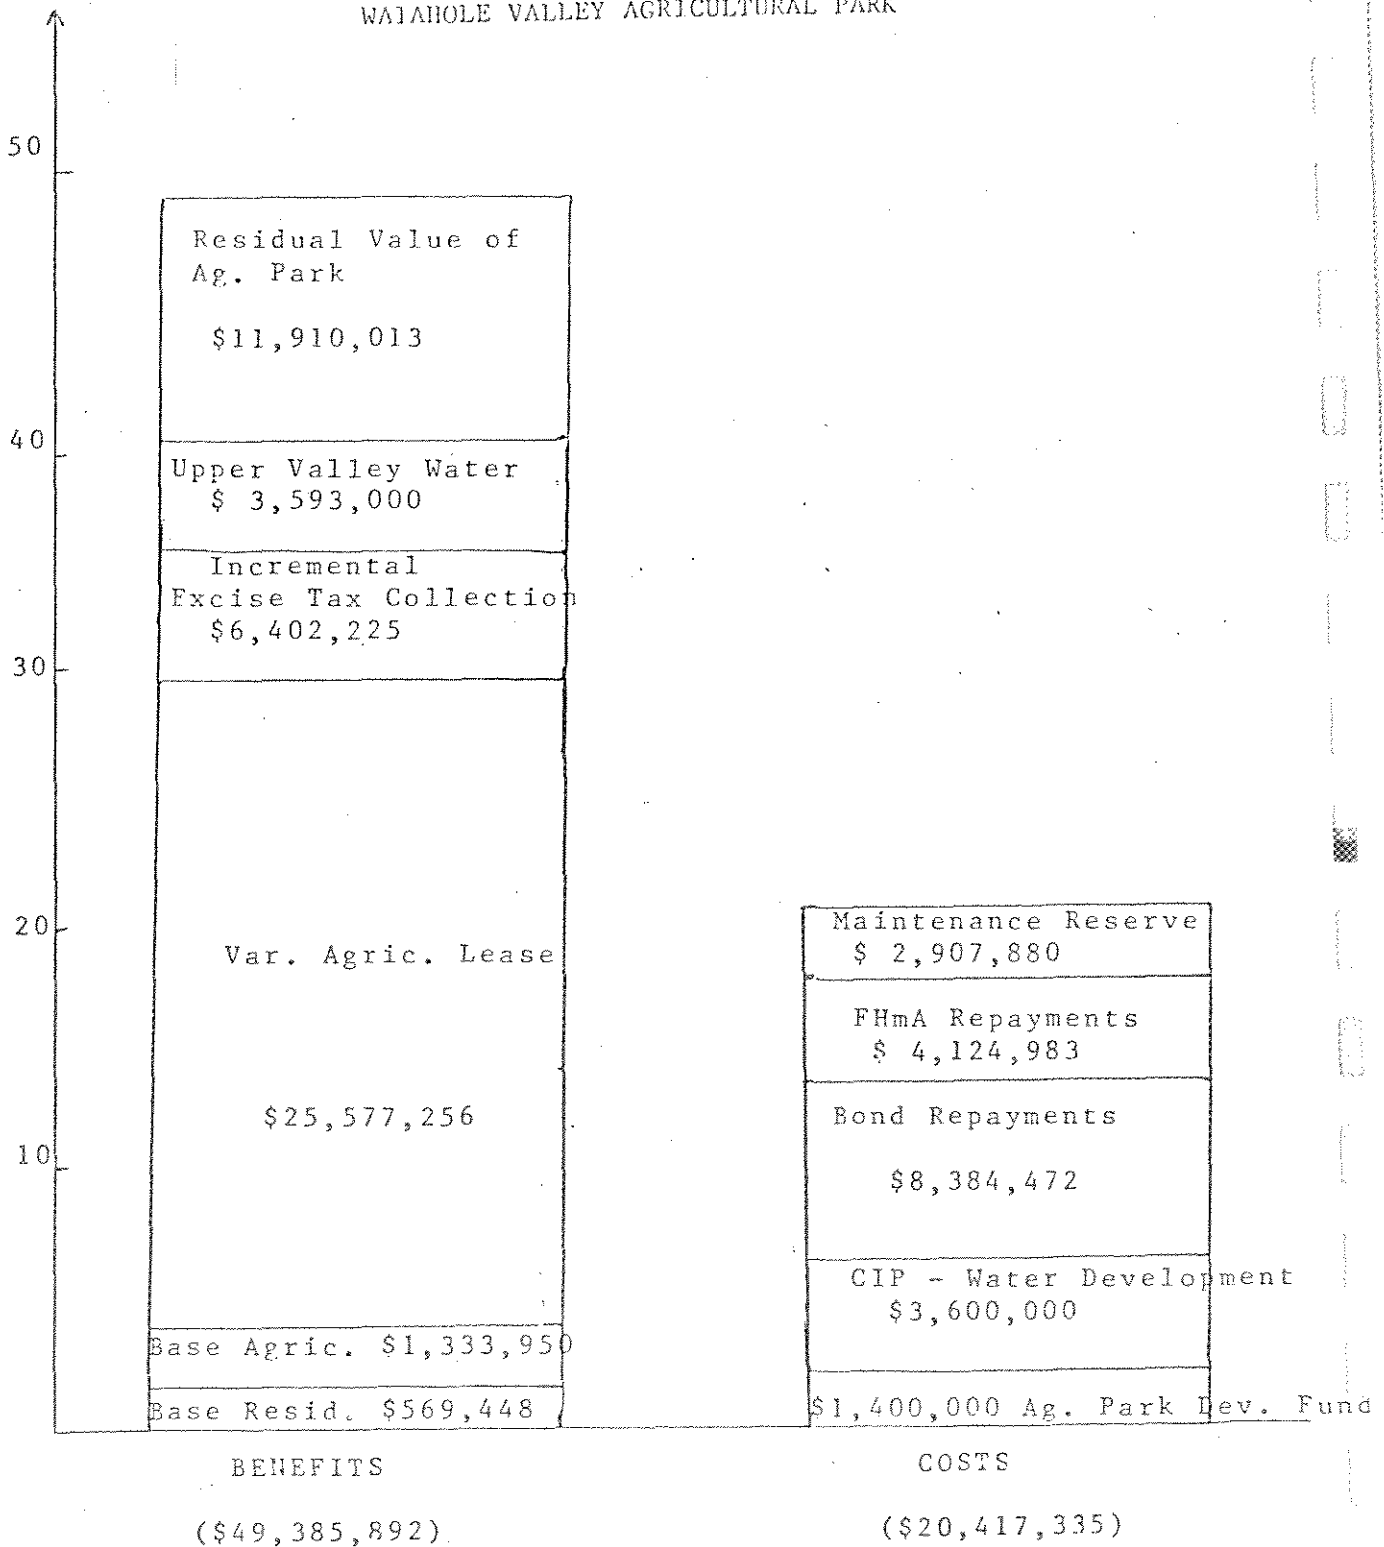 WAIAHOLE VALLEY AGRICULTURAL PARK
50
40
30
20
10
Residual Value of
Ag. Park
$11,910,013
Upper Valley Water
$ 3,593,000
Incremental
Excise Tax Collection
$6,402,225
Var. Agric. Lease
$25,577,256
Base Agric. $1,333,950
Base Resid. $569,448
BENEFITS
($49,385,892)
Maintenance Reserve
$ 2,907,880
FHmA Repayments
$ 4,124,983
Bond Repayments
$8,384,472
CIP - Water Development
$3,600,000
$1,400,000 Ag. Park Dev. Fund
COSTS
($20,417,335)